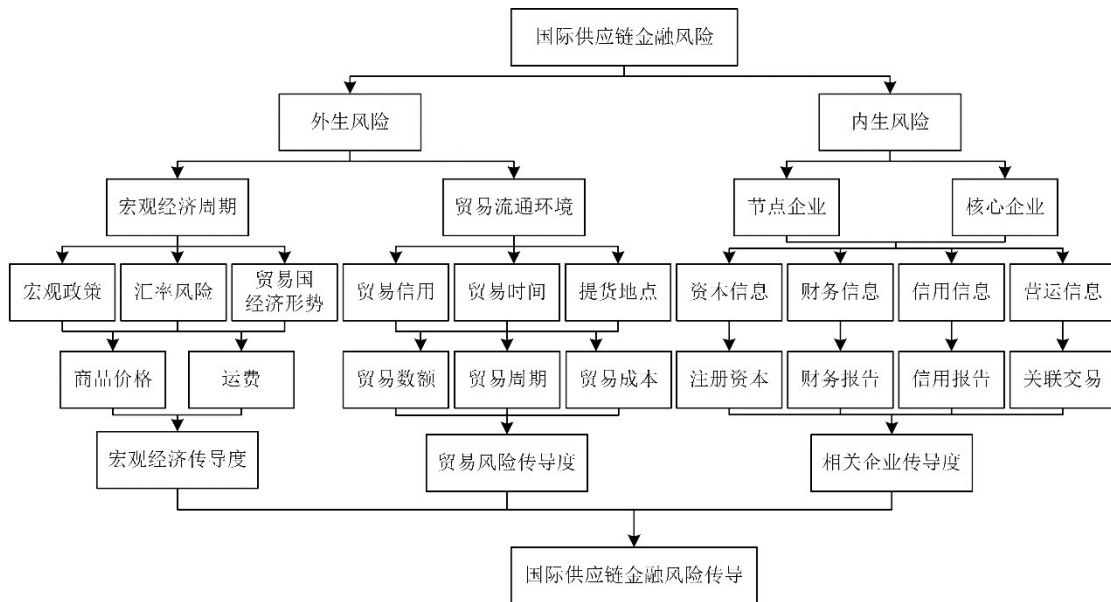 国际供应链金融风险
外生风险
内生风险
宏观经济周期
贸易流通环境
节点企业
核心企业
宏观政策
汇率风险
贸易国
经济形势
贸易信用
贸易时间
提货地点
资本信息
财务信息
信用信息
营运信息
商品价格
运费
贸易数额
贸易周期
贸易成本
注册资本
财务报告
信用报告
关联交易
宏观经济传导度
贸易风险传导度
相关企业传导度
国际供应链金融风险传导